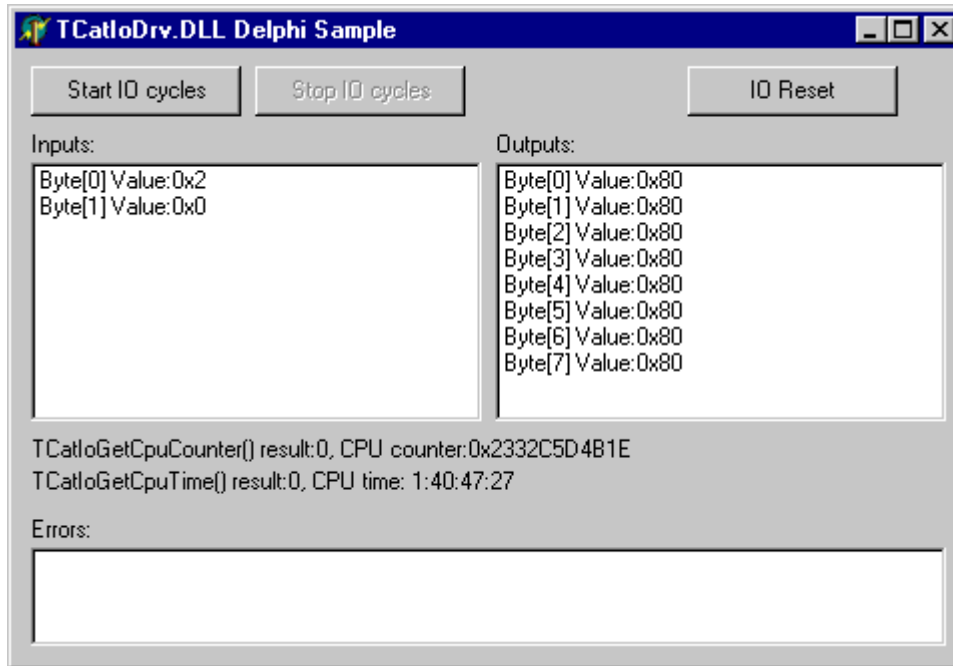 TCatIoDrv.DLL Delphi Sample
Start IO cycles
Stop IO cycles
IO Reset
Inputs:
Byte[0] Value:0x2
Byte[1] Value:0x0
Outputs:
Byte[0] Value:0x80
Byte[1] Value:0x80
Byte[2] Value:0x80
Byte[3] Value:0x80
Byte[4] Value:0x80
Byte[5] Value:0x80
Byte[6] Value:0x80
Byte[7] Value:0x80
TCatIoGetCpuCounter() result:0, CPU counter:0x2332C5D4B1E
TCatIoGetCpuTime() result:0, CPU time: 1:40:47:27
Errors: